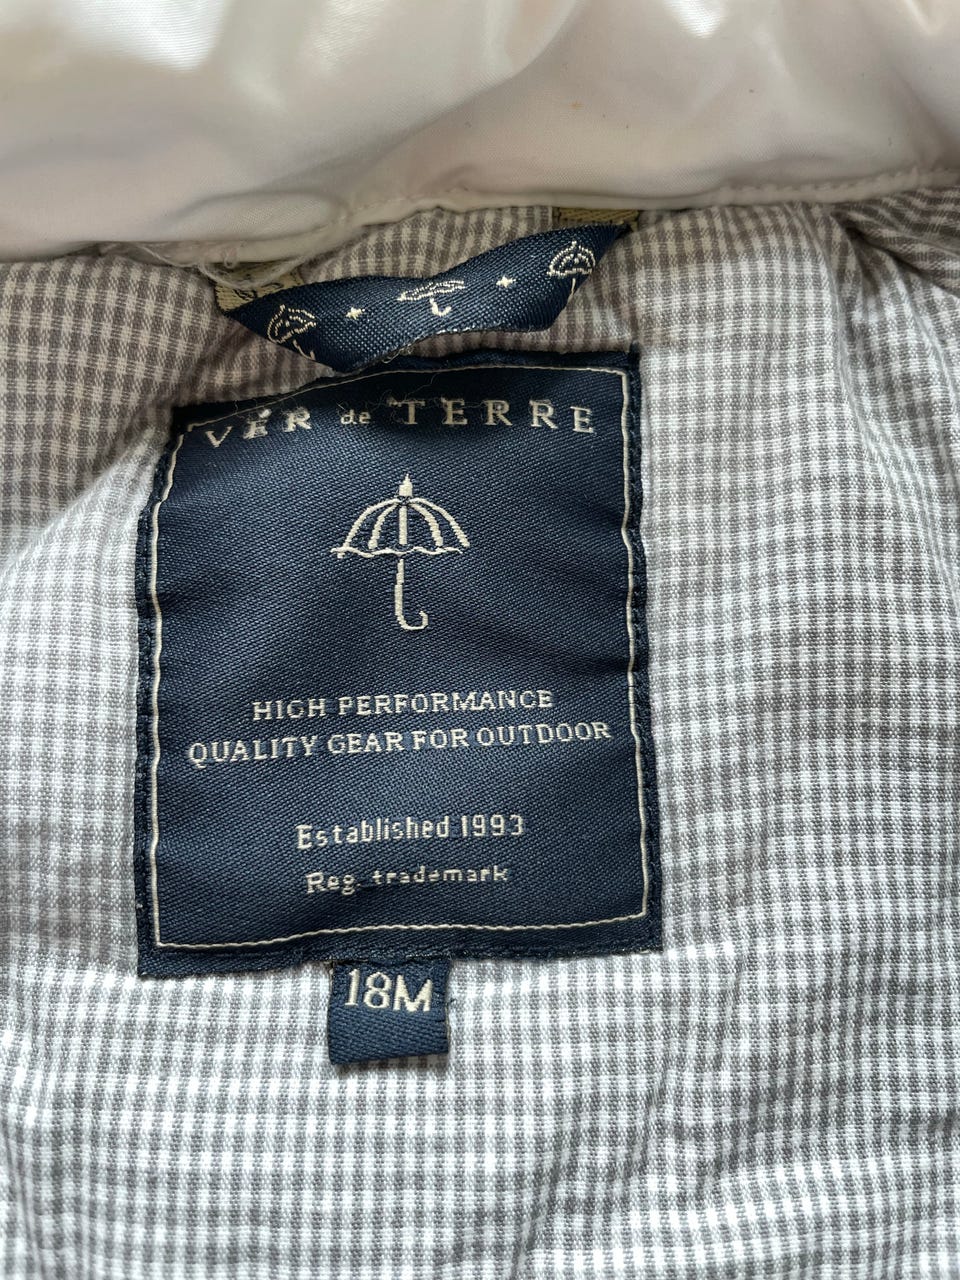 VER de TERRE
HIGH PERFORMANCE
QUALITY GEAR FOR OUTDOOR
Established 1993
Reg. trademark
18M